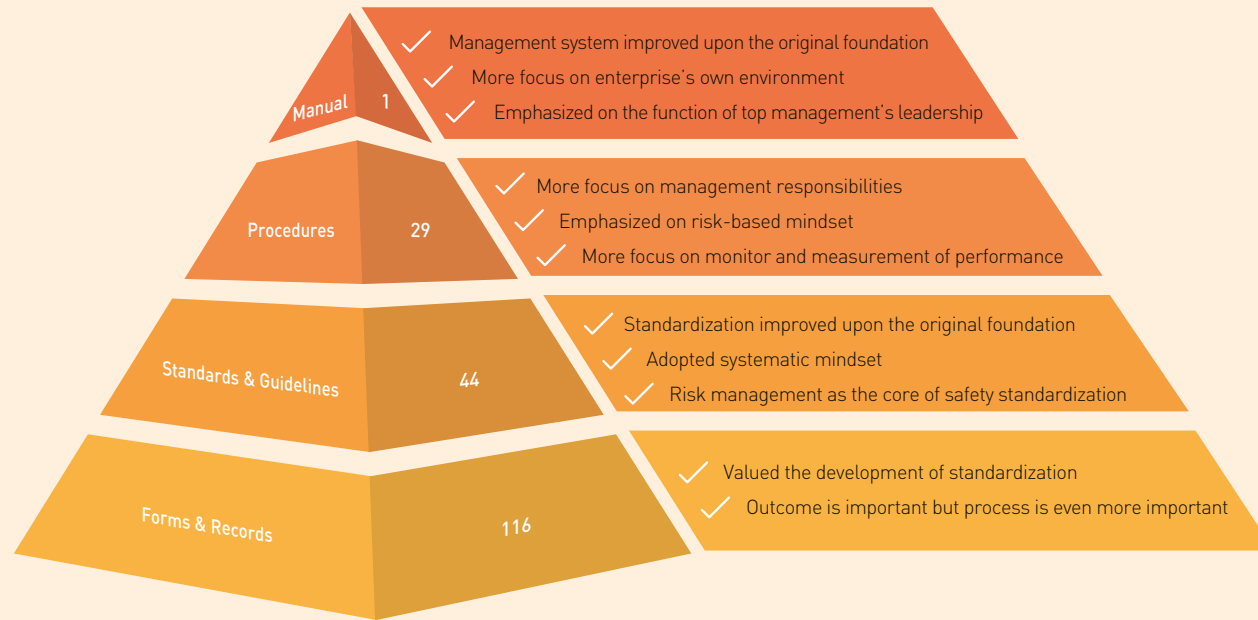 Manual
1
Management system improved upon the original foundation
More focus on enterprise's own environment
Emphasized on the function of top management's leadership
Procedures
29
More focus on management responsibilities
Emphasized on risk-based mindset
More focus on monitor and measurement of performance
Standards & Guidelines
44
Standardization improved upon the original foundation
Adopted systematic mindset
Risk management as the core of safety standardization
Forms & Records
116
Valued the development of standardization
Outcome is important but process is even more important